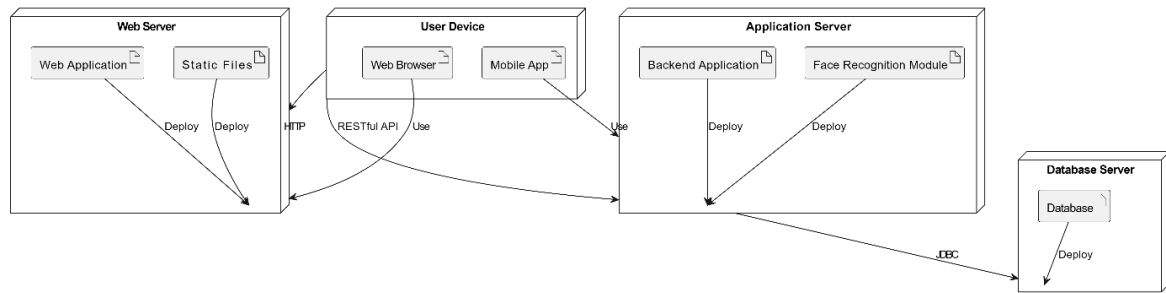 Web Server
User Device
Application Server
Web Application
Static Files
Web Browser
Mobile App
Backend Application
Face Recognition Module
Deploy
Deploy
HTTP
RESTful API
Use
Use
Deploy
Deploy
Database Server
Database
JDBC
Deploy